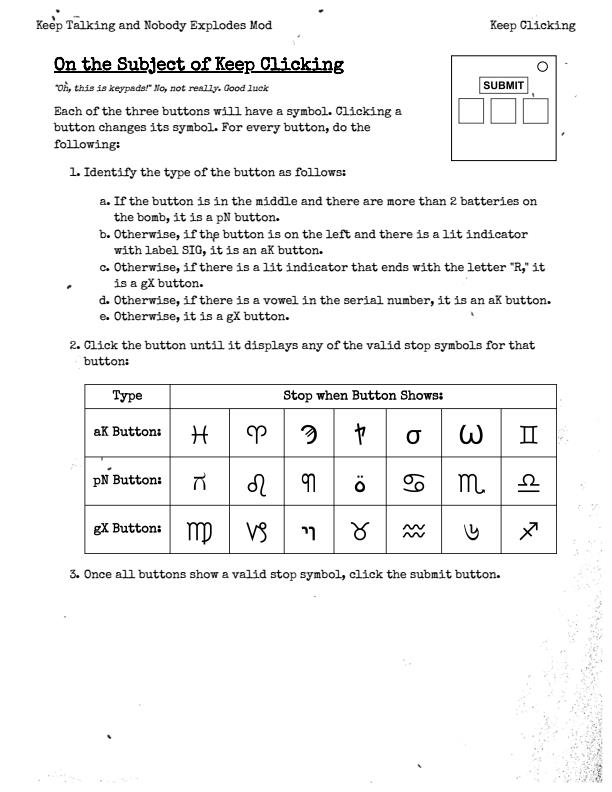 Keep Talking and Nobody Explodes Mod Keep Clicking
On the Subject of Keep Clicking
"Oh, this is keypads!" No, not really. Good luck
SUBMIT
Each of the three buttons will have a symbol. Clicking a
button changes its symbol. For every button, do the
following:
1. Identify the type of the button as follows:
a. If the button is in the middle and there are more than 2 batteries on
the bomb, it is a pN button.
b. Otherwise, if the button is on the left and there is a lit indicator
with label SIG, it is an aK button.
c. Otherwise, if there is a lit indicator that ends with the letter "R," it
is a gX button.
d. Otherwise, if there is a vowel in the serial number, it is an aK button.
e. Otherwise, it is a gX button.
2. Click the button until it displays any of the valid stop symbols for that
button:
Type Stop when Button Shows:
aK Button: ♓ ♈ σ ω ♊
pN Button: ♌ ♋ ♏ ♎
gX Button: ♍ ♑ ♉ ♒ ♐
3. Once all buttons show a valid stop symbol, click the submit button.